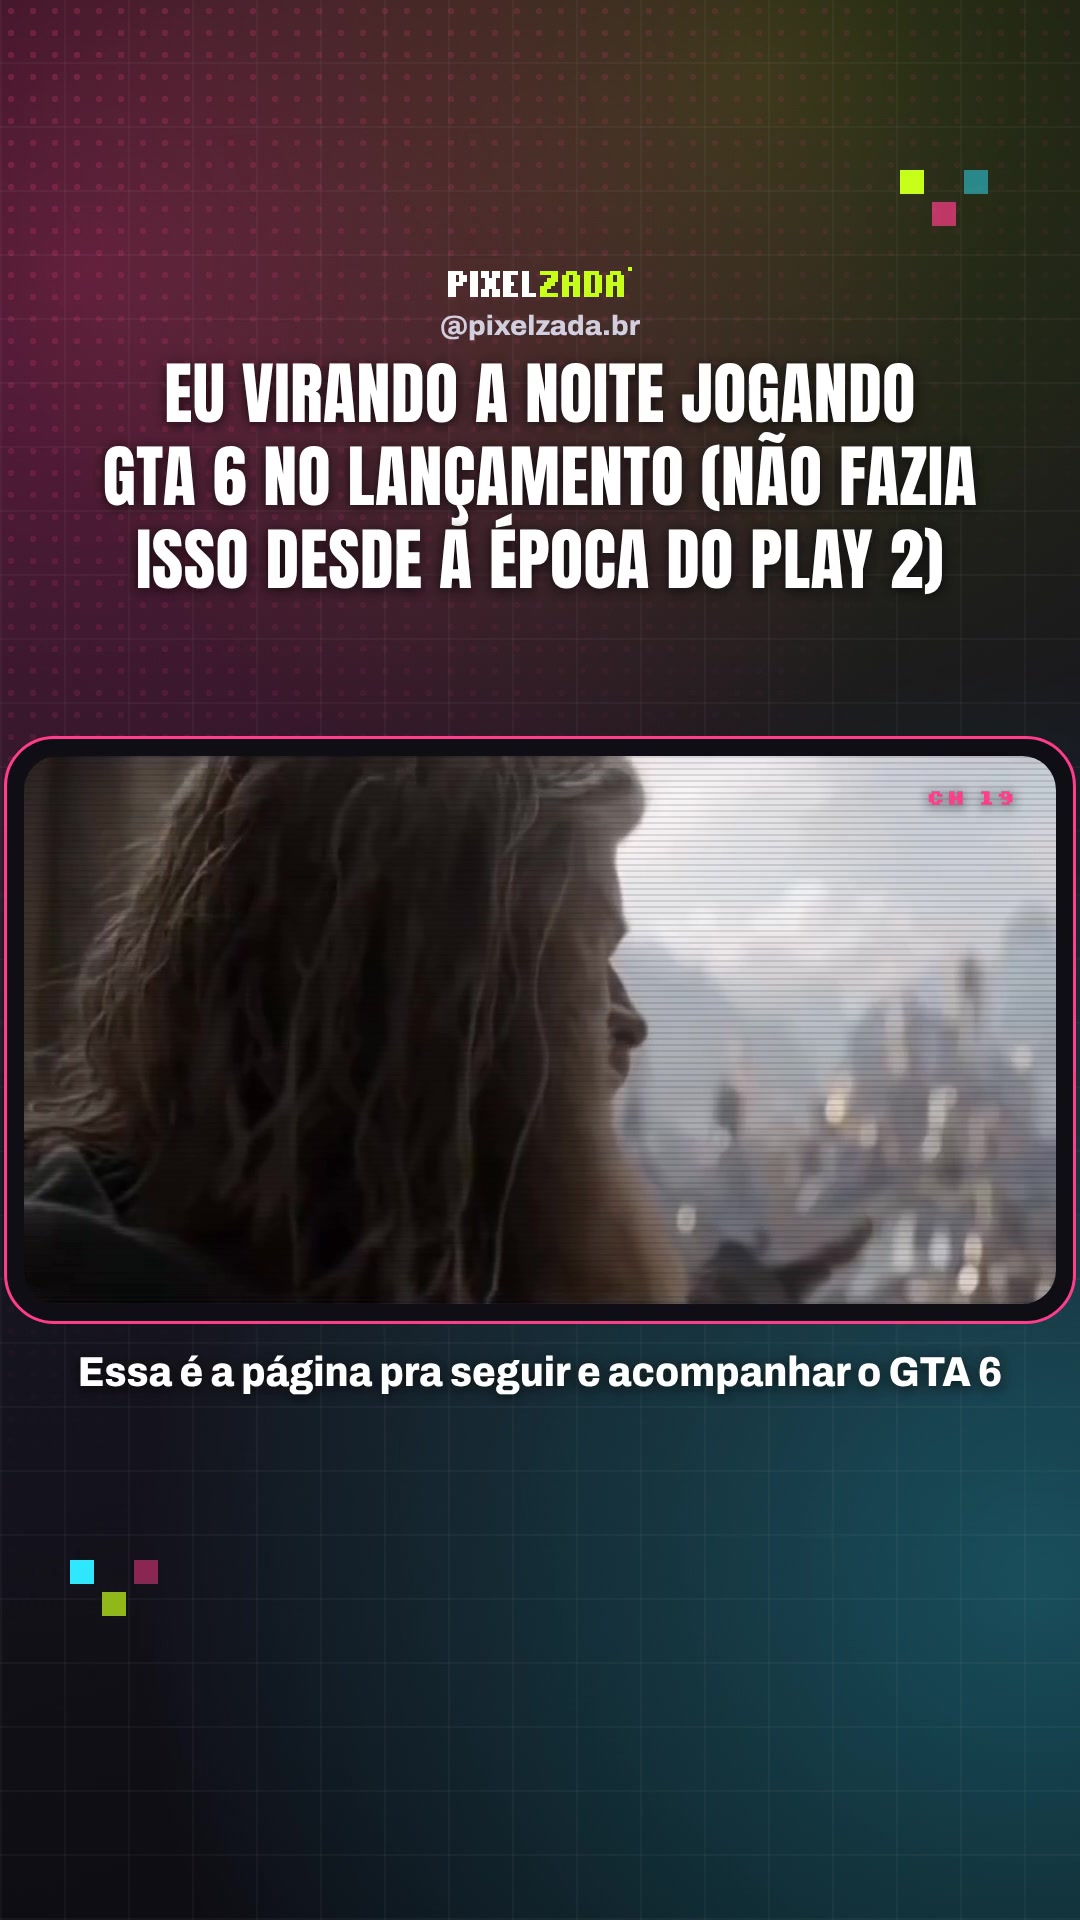 PIXELZADA
@pixelzada.br
EU VIRANDO A NOITE JOGANDO
GTA 6 NO LANÇAMENTO (NÃO FAZIA
ISSO DESDE A ÉPOCA DO PLAY 2)
CH 19
Essa é a página pra seguir e acompanhar o GTA 6